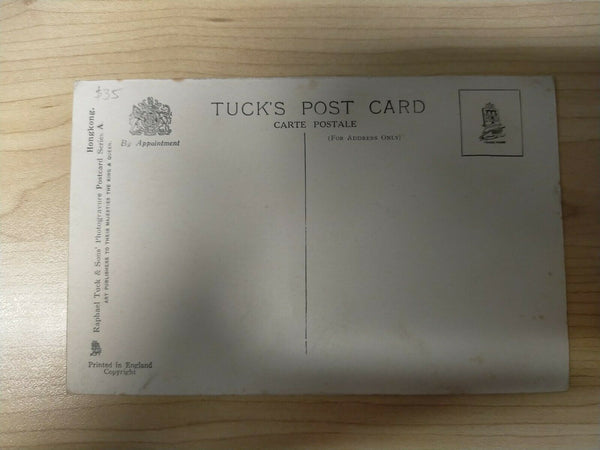 $35
TUCK'S POST CARD
CARTE POSTALE
By Appointment
(FOR ADDRESS ONLY)
Hongkong.
Raphael Tuck & Sons' Photogravure Postcard Series A
ART PUBLISHERS TO THEIR MAJESTIES THE KING & QUEEN.
Printed in England
Copyright